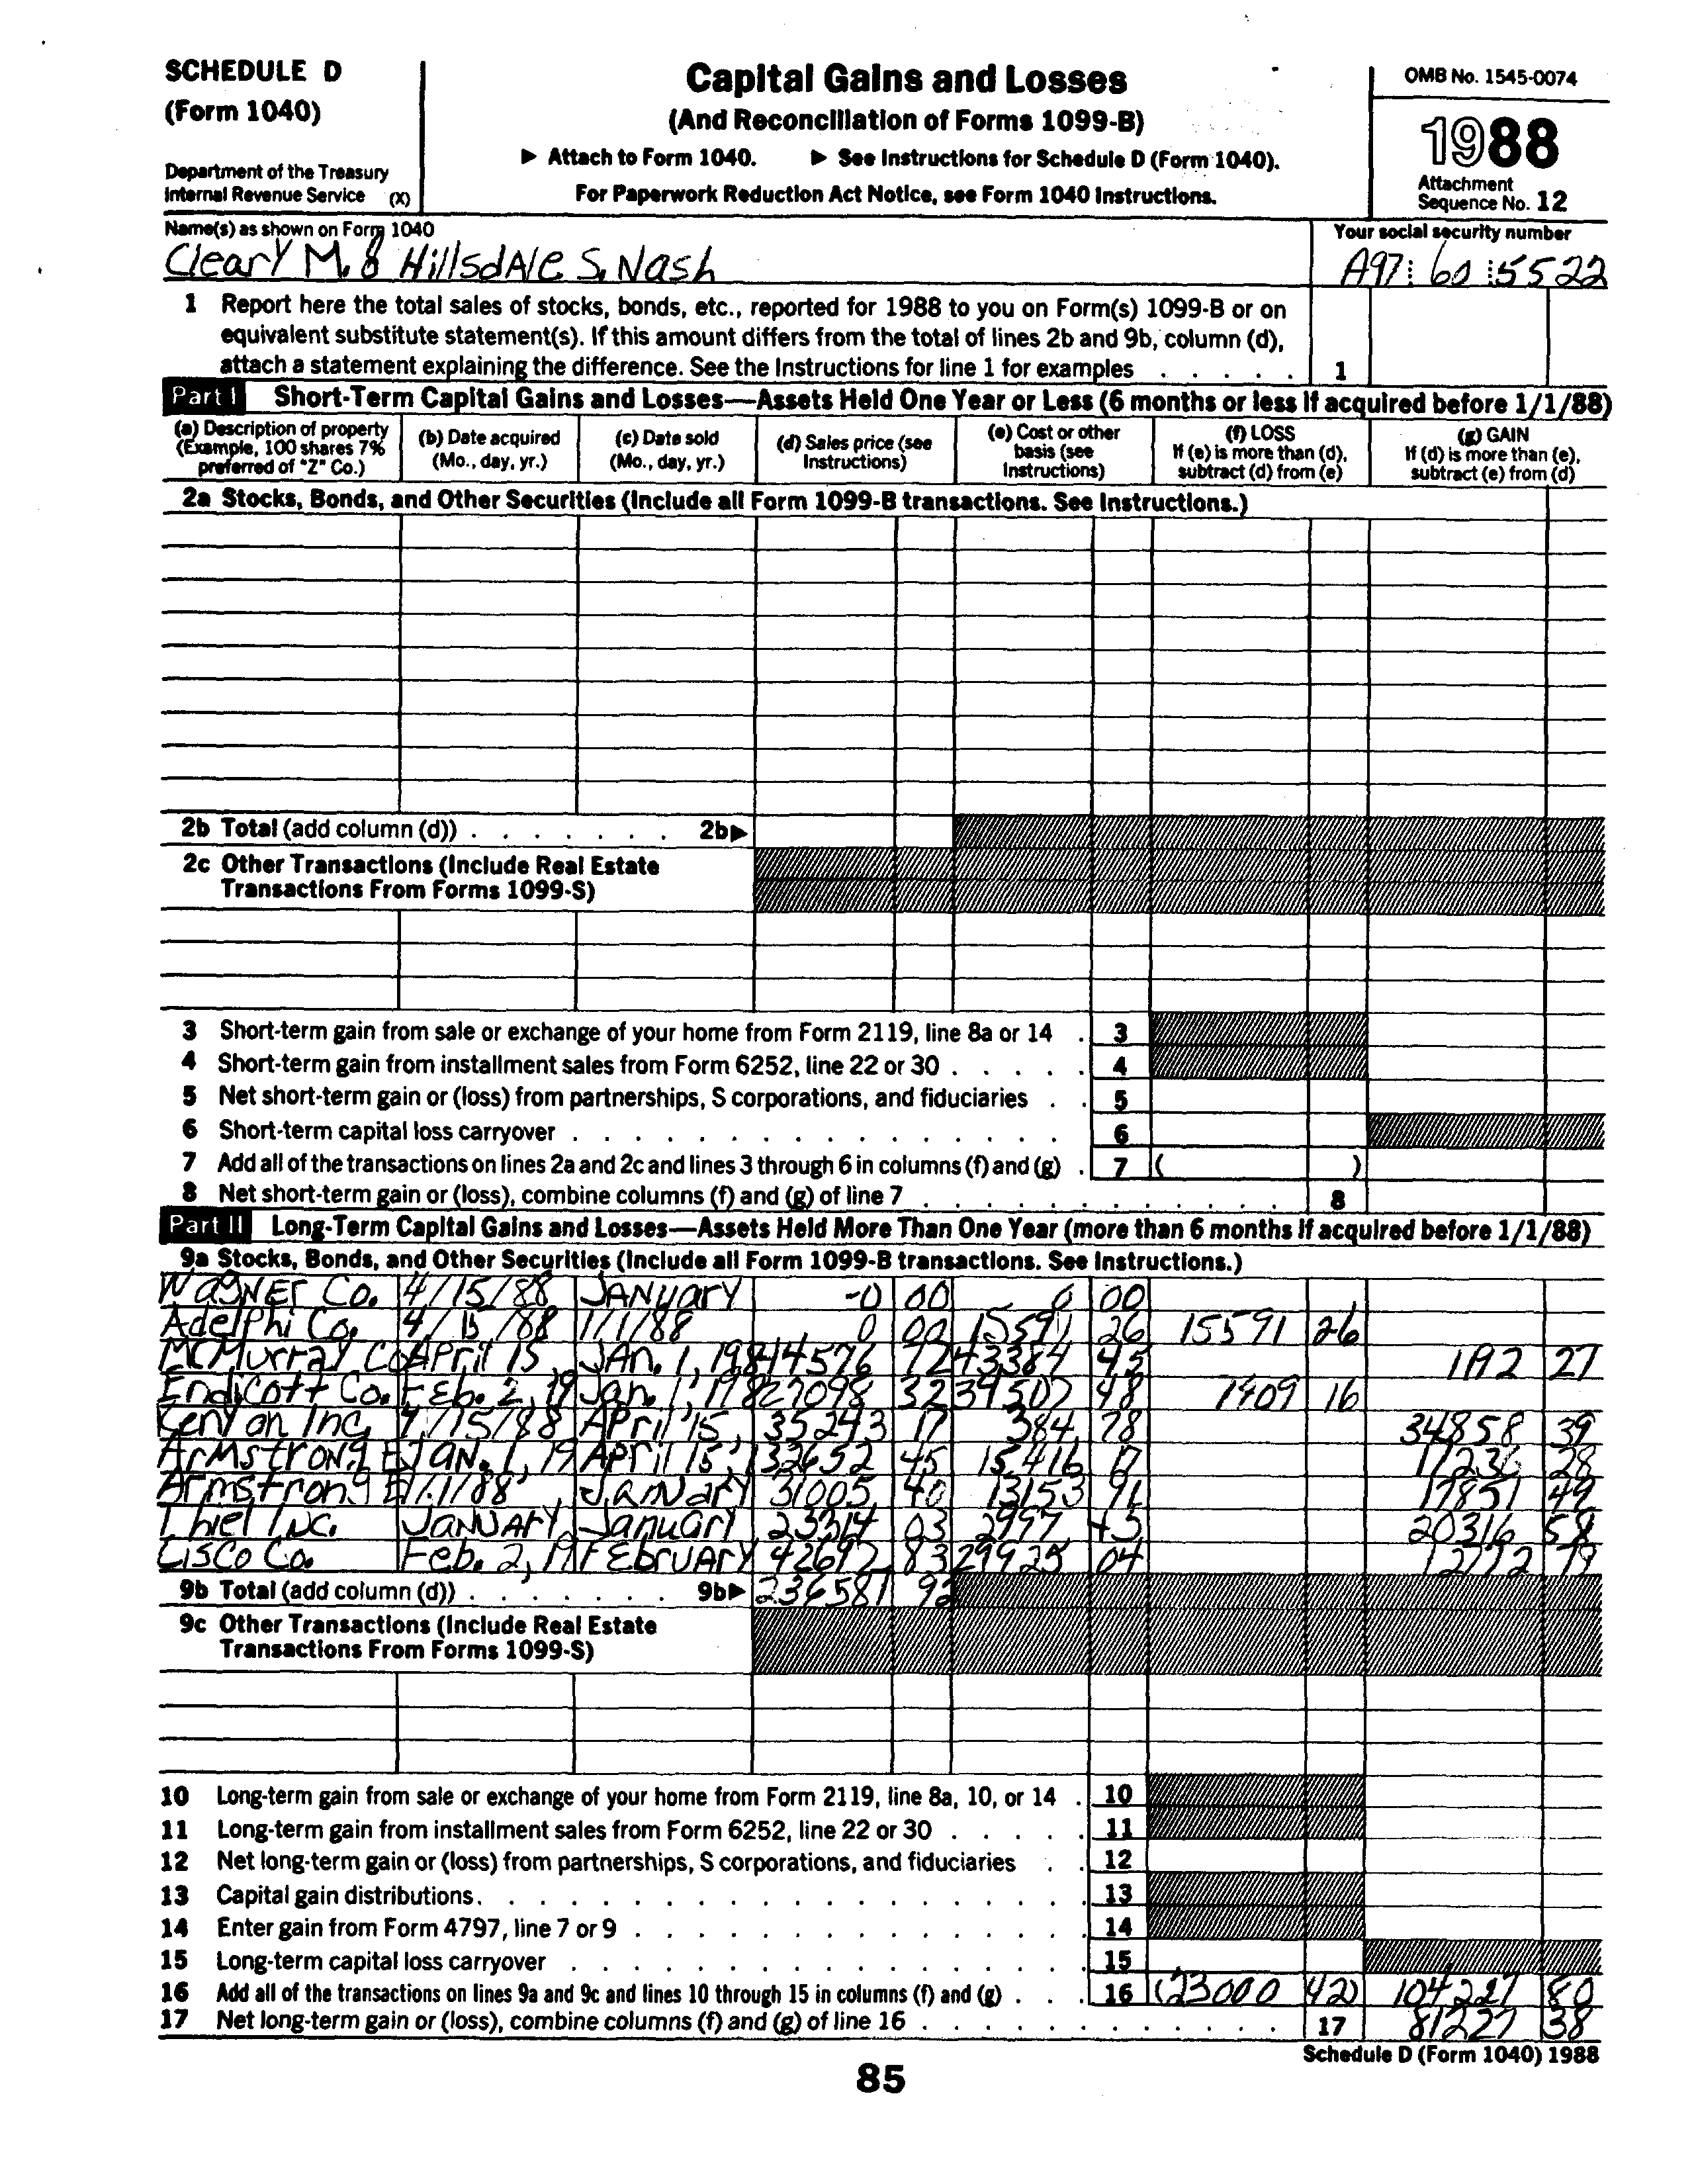 SCHEDULE D
(Form 1040)
Department of the Treasury
Internal Revenue Service (X)
Capital Gains and Losses
(And Reconciliation of Forms 1099-B)
▶ Attach to Form 1040. ▶ See Instructions for Schedule D (Form 1040).
For Paperwork Reduction Act Notice, see Form 1040 Instructions.
OMB No. 1545-0074
1988
Attachment
Sequence No. 12
Name(s) as shown on Form 1040
Cleary M. & HillsdAle S. Nash
Your social security number
A97 60 5522
1 Report here the total sales of stocks, bonds, etc., reported for 1988 to you on Form(s) 1099-B or on
equivalent substitute statement(s). If this amount differs from the total of lines 2b and 9b, column (d),
attach a statement explaining the difference. See the Instructions for line 1 for examples . . . . . 1
Part I Short-Term Capital Gains and Losses—Assets Held One Year or Less (6 months or less if acquired before 1/1/88)
(a) Description of property (Example, 100 shares 7% preferred of "Z" Co.)
(b) Date acquired (Mo., day, yr.)
(c) Date sold (Mo., day, yr.)
(d) Sales price (see Instructions)
(e) Cost or other basis (see Instructions)
(f) LOSS If (e) is more than (d), subtract (d) from (e)
(g) GAIN If (d) is more than (e), subtract (e) from (d)
2a Stocks, Bonds, and Other Securities (Include all Form 1099-B transactions. See Instructions.)
2b Total (add column (d)) . . . . . . . 2b▶
2c Other Transactions (Include Real Estate
Transactions From Forms 1099-S)
3 Short-term gain from sale or exchange of your home from Form 2119, line 8a or 14 . 3
4 Short-term gain from installment sales from Form 6252, line 22 or 30 . . . . . 4
5 Net short-term gain or (loss) from partnerships, S corporations, and fiduciaries . . 5
6 Short-term capital loss carryover . . . . . . . . . . . . . . . 6
7 Add all of the transactions on lines 2a and 2c and lines 3 through 6 in columns (f) and (g) . 7 ( )
8 Net short-term gain or (loss), combine columns (f) and (g) of line 7 . . . . . . . . . . . . 8
Part II Long-Term Capital Gains and Losses—Assets Held More Than One Year (more than 6 months if acquired before 1/1/88)
9a Stocks, Bonds, and Other Securities (Include all Form 1099-B transactions. See Instructions.)
WagNEr Co. 4/15/88 JANuary -0 00 0 00
AdelPhi Co. 4/15/88 1/1/88 0 00 15591 26 15591 26
MCMurray Co April 15, JAN. 1, 198 44576 72 43384 45 1192 27
Endicott Co. FEb. 2, 19 Jan. 1, 198 27098 32 34507 48 7409 16
Kenyon Inc. 4/15/88 APril 15, 35243 17 384 78 34858 39
ArMstrONg E JAN. 1, 19 APril 15, 1 32652 45 15416 17 17236 28
Armstrong E 1/1/88 JaNuary 31005 40 13153 91 17851 49
Thiel INC. JANUARY January 23314 03 2997 45 20316 58
CISCO Co. Feb. 2, 19 FEbruARY 42697 83 29925 04 12772 79
9b Total (add column (d)) . . . . . . . 9b▶ 236581 92
9c Other Transactions (Include Real Estate
Transactions From Forms 1099-S)
10 Long-term gain from sale or exchange of your home from Form 2119, line 8a, 10, or 14 . 10
11 Long-term gain from installment sales from Form 6252, line 22 or 30 . . . . . 11
12 Net long-term gain or (loss) from partnerships, S corporations, and fiduciaries . . 12
13 Capital gain distributions. . . . . . . . . . . . . . . . . . 13
14 Enter gain from Form 4797, line 7 or 9 . . . . . . . . . . . . . 14
15 Long-term capital loss carryover . . . . . . . . . . . . . . . 15
16 Add all of the transactions on lines 9a and 9c and lines 10 through 15 in columns (f) and (g) . . . 16 (23000 42) 104227 80
17 Net long-term gain or (loss), combine columns (f) and (g) of line 16 . . . . . . . . . . . . 17 81227 38
Schedule D (Form 1040) 1988
85